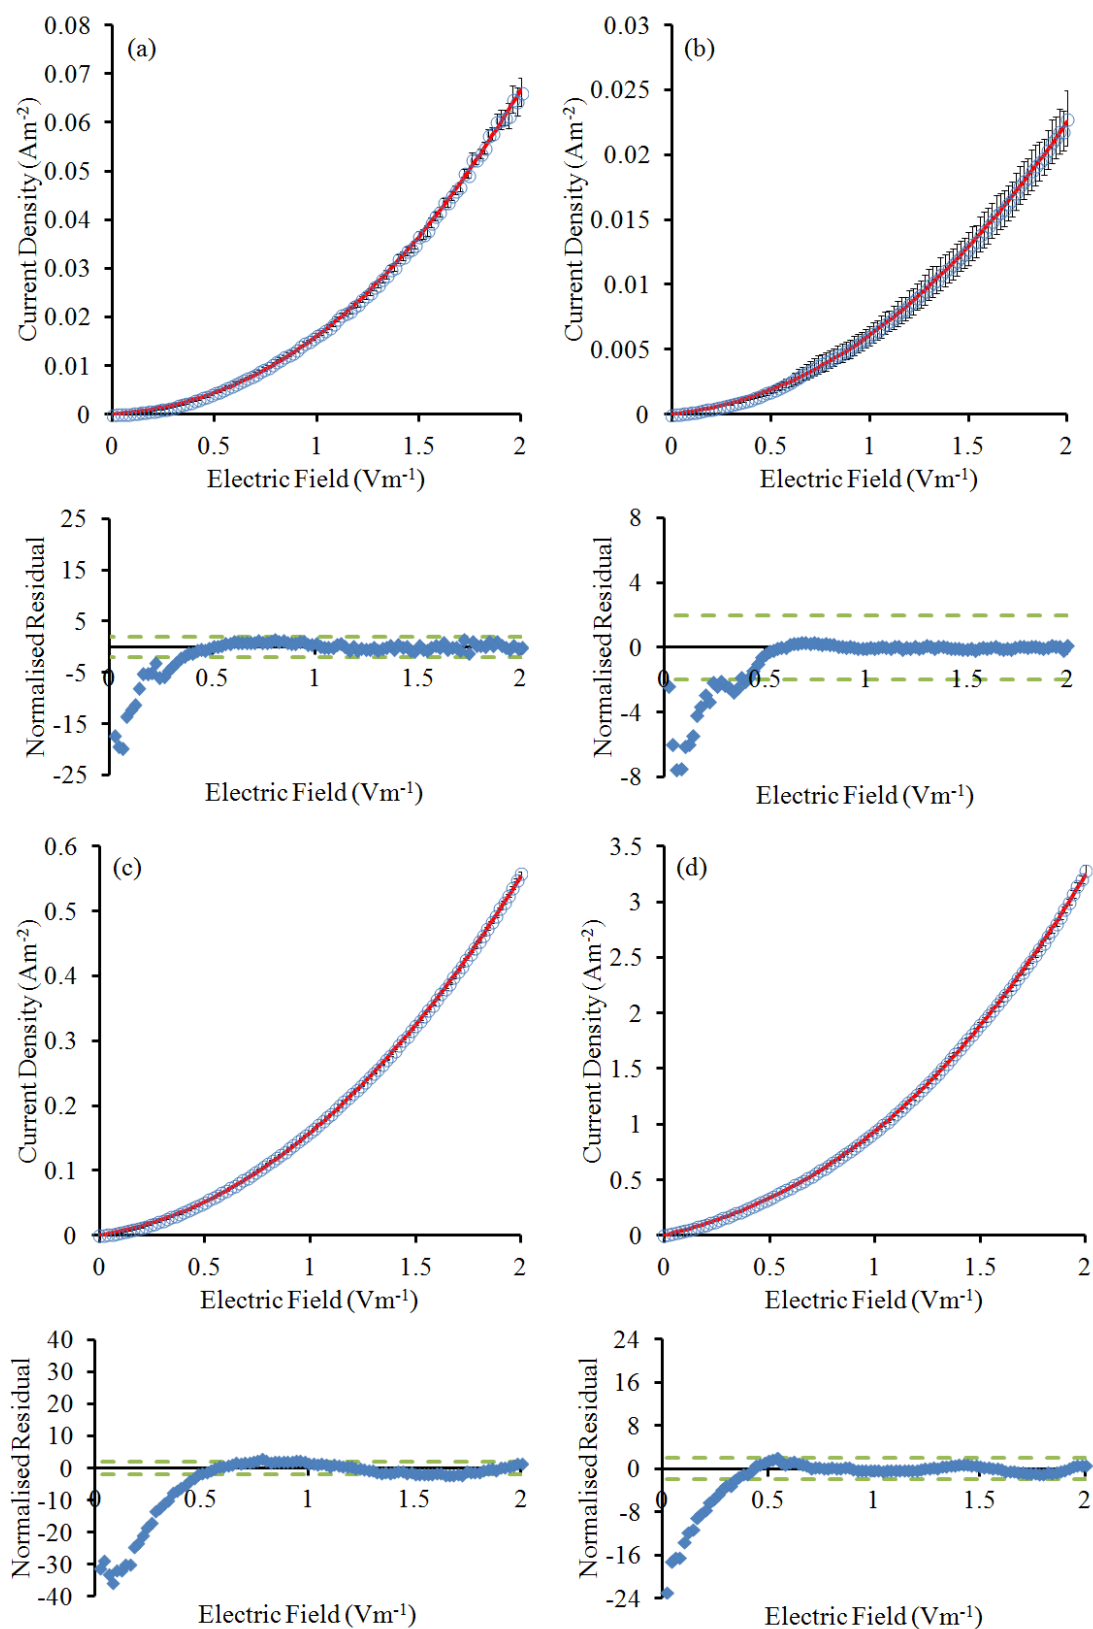 (a)
0.08
0.07
0.06
0.05
0.04
0.03
0.02
0.01
0
Current Density (Am-2)
0 0.5 1 1.5 2
Electric Field (Vm-1)
(b)
0.03
0.025
0.02
0.015
0.01
0.005
0
Current Density (Am-2)
0 0.5 1 1.5 2
Electric Field (Vm-1)
25
15
5
-5
-15
-25
Normalised Residual
0 0.5 1 1.5 2
Electric Field (Vm-1)
8
4
0
-4
-8
Normalised Residual
0 0.5 1 1.5 2
Electric Field (Vm-1)
(c)
0.6
0.5
0.4
0.3
0.2
0.1
0
Current Density (Am-2)
0 0.5 1 1.5 2
Electric Field (Vm-1)
(d)
3.5
3
2.5
2
1.5
1
0.5
0
Current Density (Am-2)
0 0.5 1 1.5 2
Electric Field (Vm-1)
40
30
20
10
0
-10
-20
-30
-40
Normalised Residual
0 0.5 1 1.5 2
Electric Field (Vm-1)
24
16
8
0
-8
-16
-24
Normalised Residual
0 0.5 1 1.5 2
Electric Field (Vm-1)